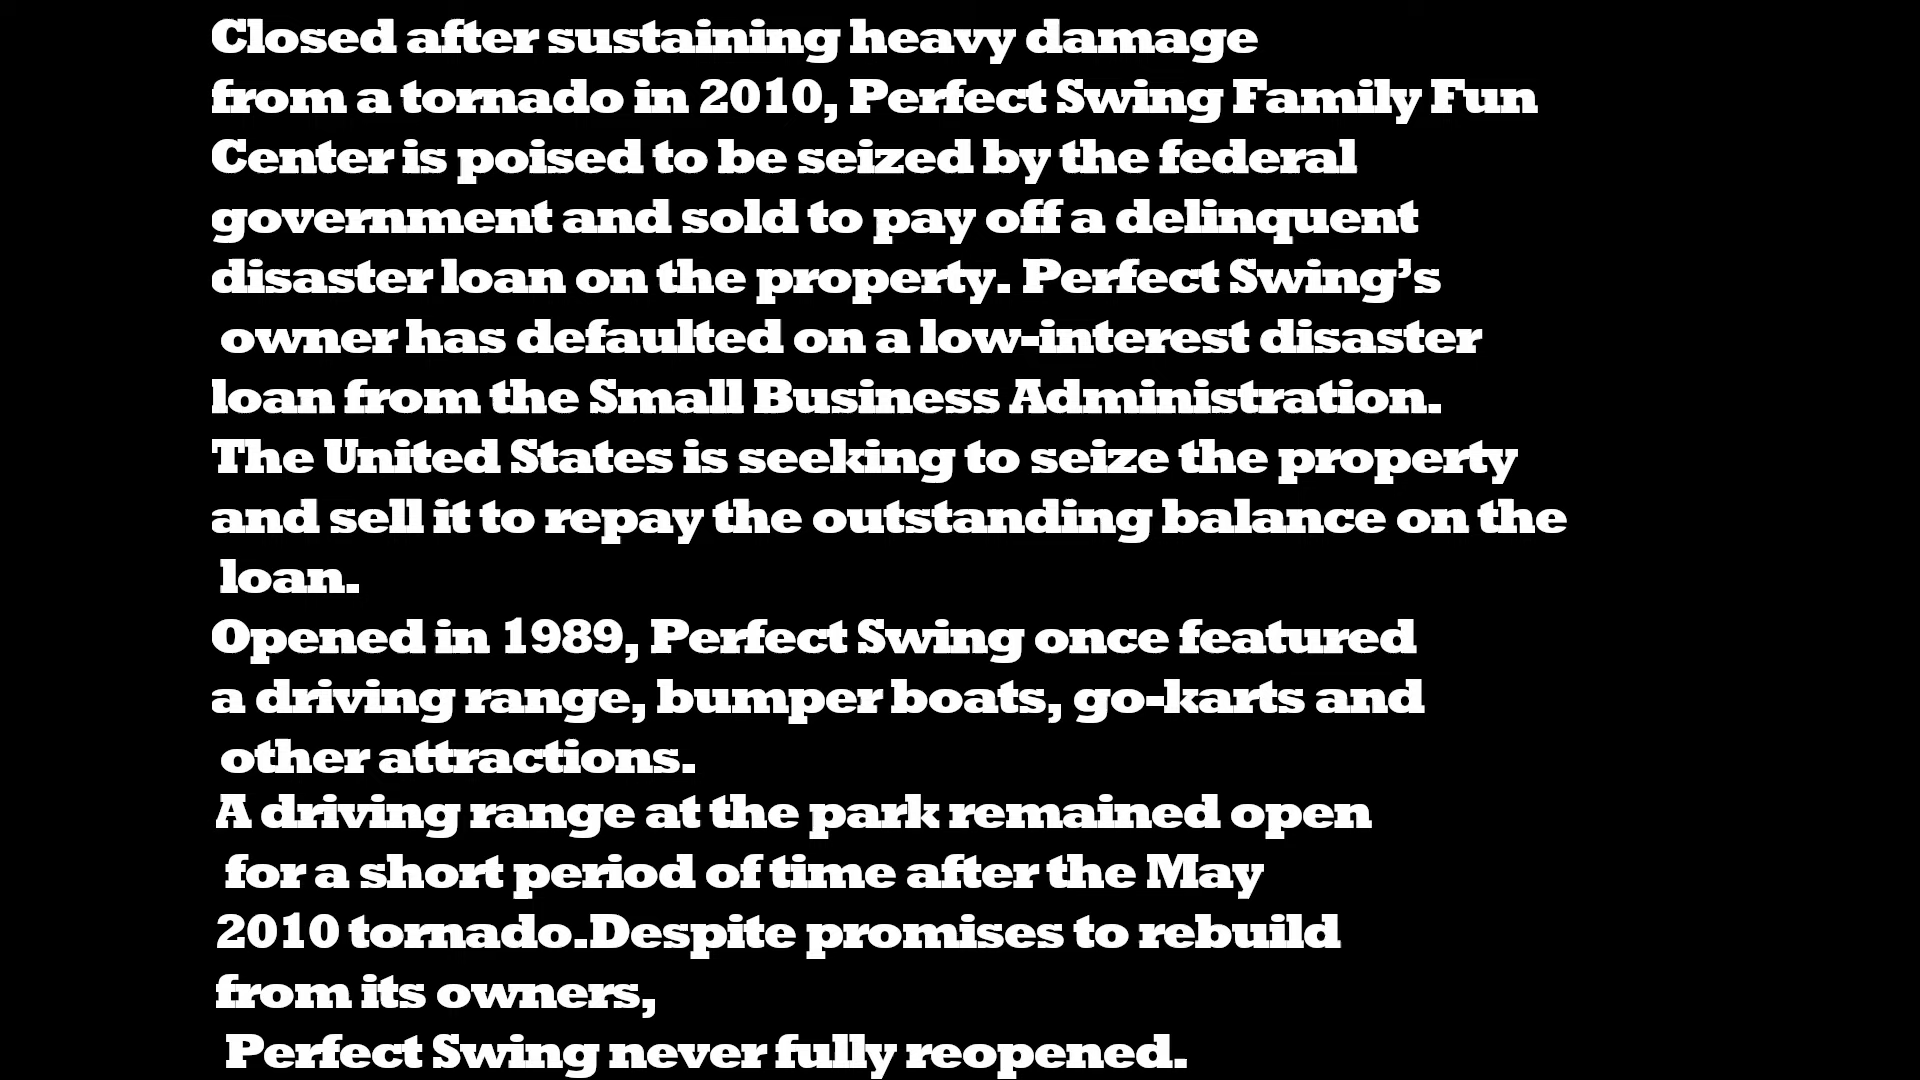 Closed after sustaining heavy damage
from a tornado in 2010, Perfect Swing Family Fun
Center is poised to be seized by the federal
government and sold to pay off a delinquent
disaster loan on the property. Perfect Swing’s
owner has defaulted on a low-interest disaster
loan from the Small Business Administration.
The United States is seeking to seize the property
and sell it to repay the outstanding balance on the
loan.
Opened in 1989, Perfect Swing once featured
a driving range, bumper boats, go-karts and
other attractions.
A driving range at the park remained open
for a short period of time after the May
2010 tornado.Despite promises to rebuild
from its owners,
Perfect Swing never fully reopened.